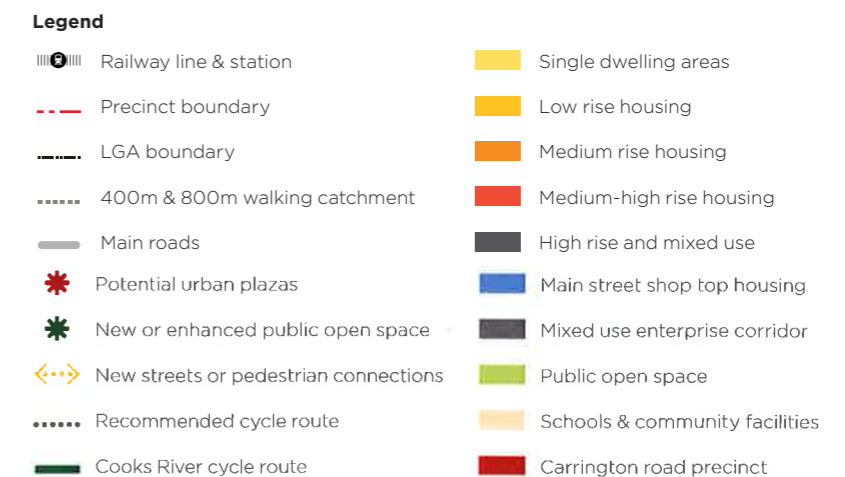 Legend
Railway line & station
Precinct boundary
LGA boundary
400m & 800m walking catchment
Main roads
Potential urban plazas
New or enhanced public open space
New streets or pedestrian connections
Recommended cycle route
Cooks River cycle route
Single dwelling areas
Low rise housing
Medium rise housing
Medium-high rise housing
High rise and mixed use
Main street shop top housing
Mixed use enterprise corridor
Public open space
Schools & community facilities
Carrington road precinct